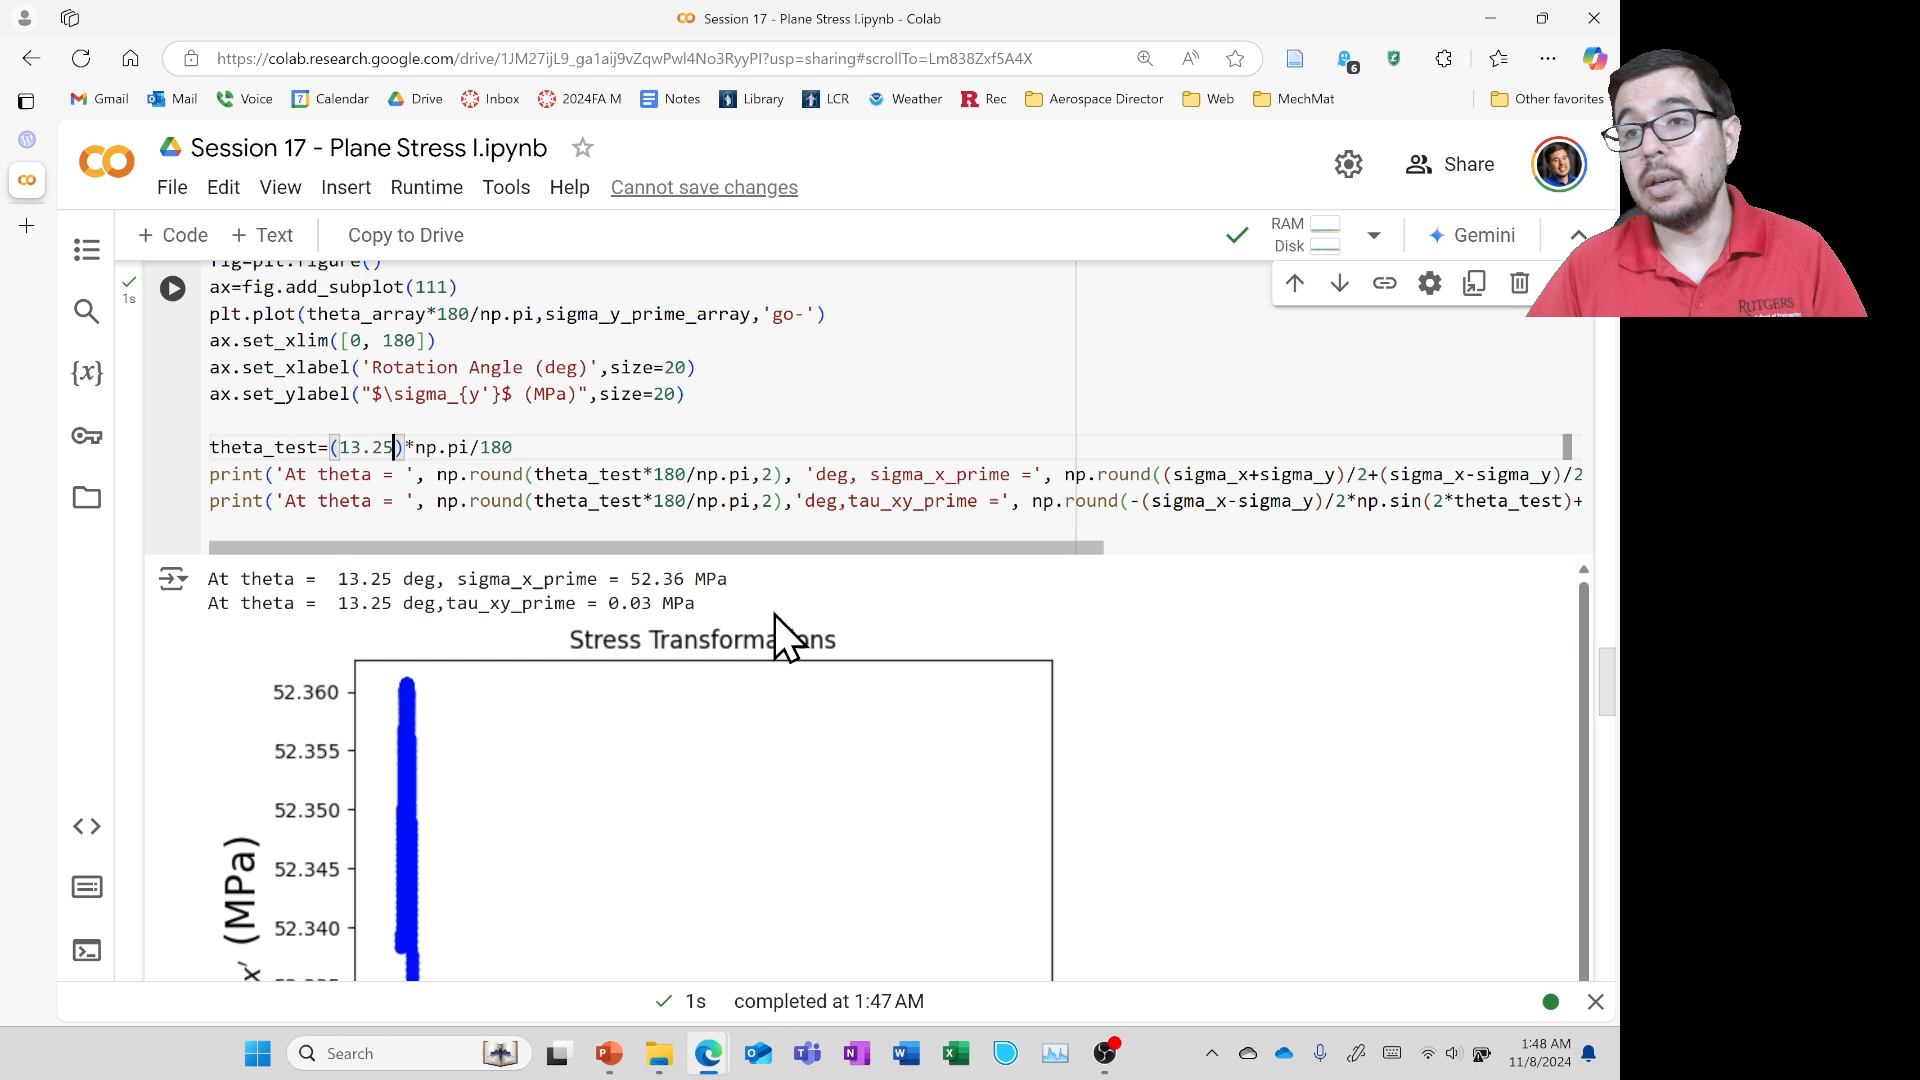 Session 17 - Plane Stress I.ipynb - Colab
https://colab.research.google.com/drive/1JM27ijL9_ga1aij9vZqwPwl4No3RyyPI?usp=sharing#scrollTo=Lm838Zxf5A4X
6
Gmail Mail Voice Calendar Drive Inbox 2024FA M Notes Library LCR Weather Rec Aerospace Director Web MechMat Other favorites
Session 17 - Plane Stress I.ipynb
File Edit View Insert Runtime Tools Help Cannot save changes
Share
+ Code + Text Copy to Drive
RAM
Disk
Gemini
fig=plt.figure()
1s
ax=fig.add_subplot(111)
plt.plot(theta_array*180/np.pi,sigma_y_prime_array,'go-')
ax.set_xlim([0, 180])
ax.set_xlabel('Rotation Angle (deg)',size=20)
ax.set_ylabel("$\sigma_{y'}$ (MPa)",size=20)
theta_test=(13.25)*np.pi/180
print('At theta = ', np.round(theta_test*180/np.pi,2), 'deg, sigma_x_prime =', np.round((sigma_x+sigma_y)/2+(sigma_x-sigma_y)/2
print('At theta = ', np.round(theta_test*180/np.pi,2),'deg,tau_xy_prime =', np.round(-(sigma_x-sigma_y)/2*np.sin(2*theta_test)+
At theta =  13.25 deg, sigma_x_prime = 52.36 MPa
At theta =  13.25 deg,tau_xy_prime = 0.03 MPa
Stress Transformations
52.360
52.355
52.350
52.345
52.340
x′ (MPa)
1s completed at 1:47 AM
RUTGERS
Search
1:48 AM
11/8/2024